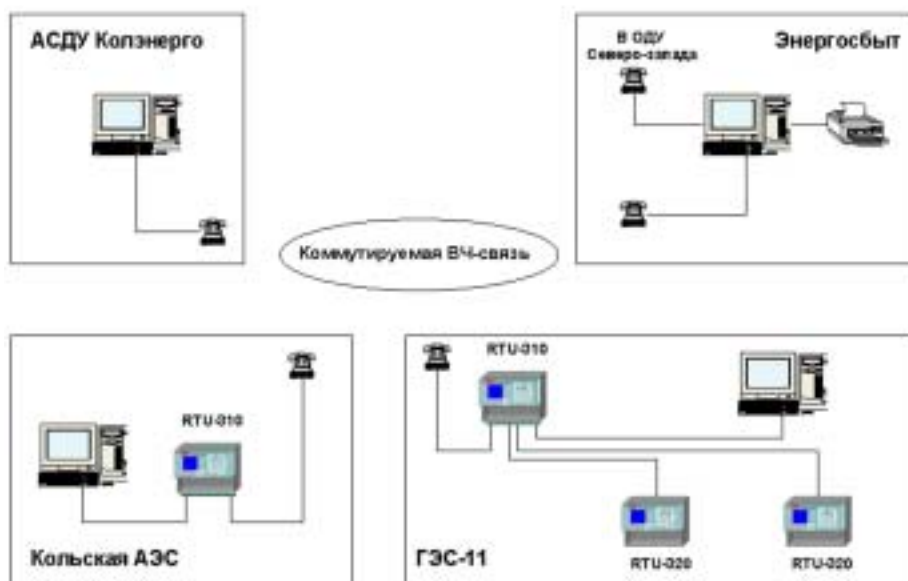 АСДУ Колэнерго
В ОДУ
Северо-запада
Энергосбыт
Коммутируемая ВЧ-связь
RTU-310
RTU-310
Кольская АЭС
ГЭС-11
RTU-320
RTU-320